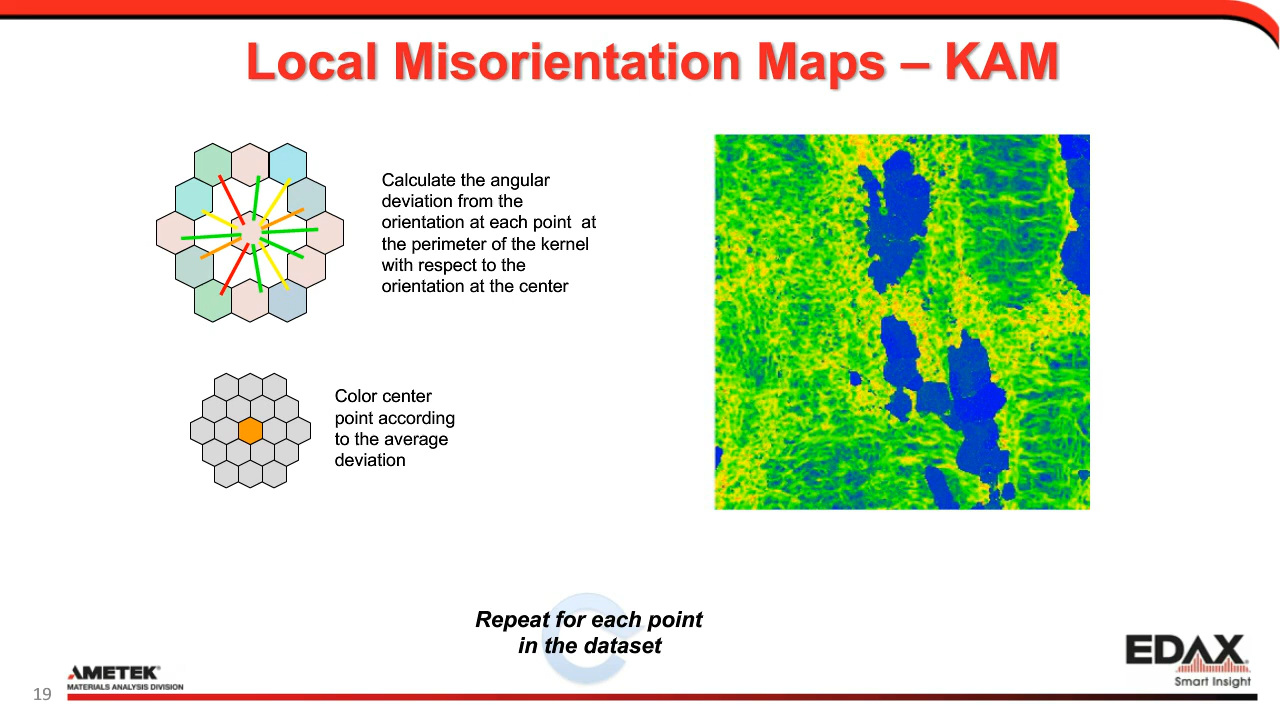 Local Misorientation Maps – KAM
Calculate the angular
deviation from the
orientation at each point  at
the perimeter of the kernel
with respect to the
orientation at the center
Color center
point according
to the average
deviation
Repeat for each point
in the dataset
AMETEK®
MATERIALS ANALYSIS DIVISION
19
EDAX
Smart Insight